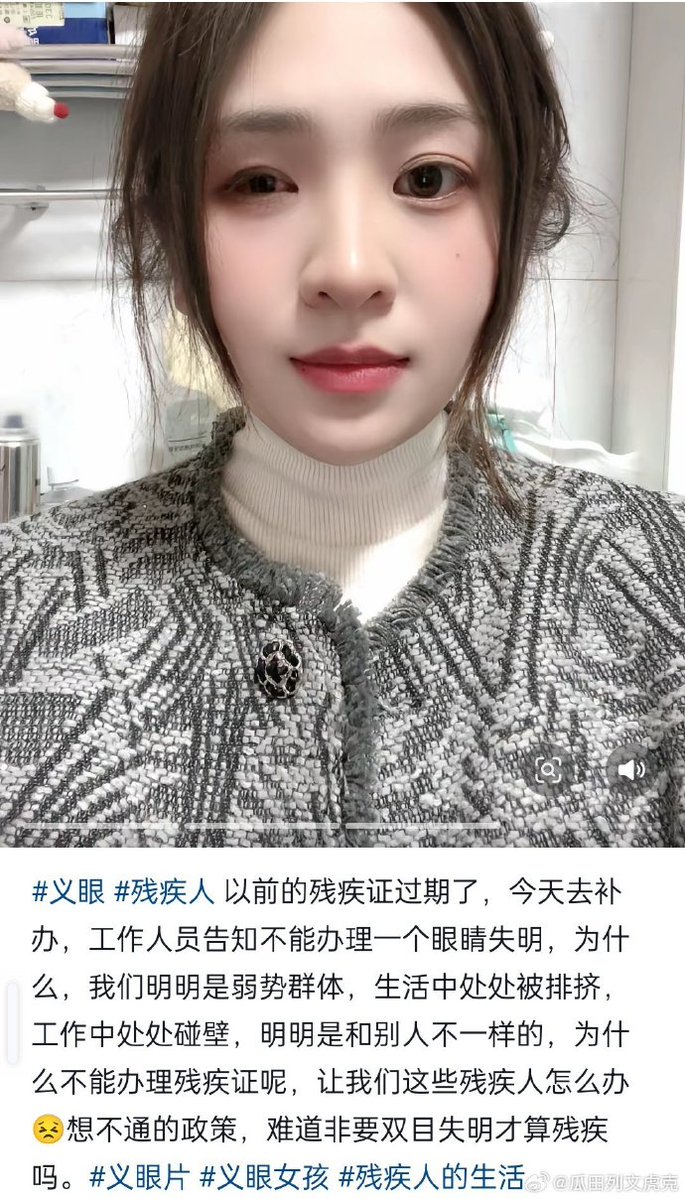 #义眼 #残疾人 以前的残疾证过期了，今天去补
办，工作人员告知不能办理一个眼睛失明，为什
么，我们明明是弱势群体，生活中处处被排挤，
工作中处处碰壁，明明是和别人不一样的，为什
么不能办理残疾证呢，让我们这些残疾人怎么办
😣想不通的政策，难道非要双目失明才算残疾
吗。#义眼片 #义眼女孩 #残疾人的生活
@瓜田列文虎克